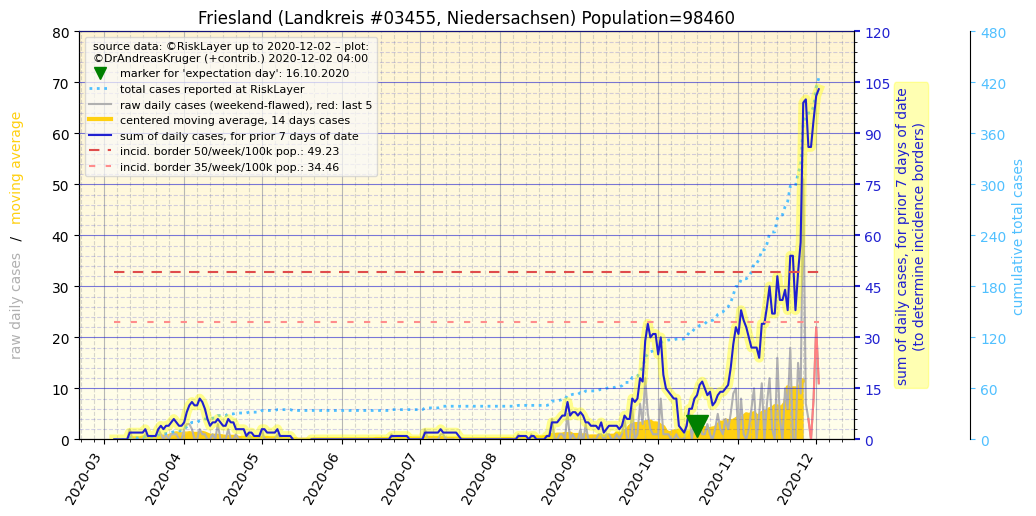 Friesland (Landkreis #03455, Niedersachsen) Population=98460
source data: ©RiskLayer up to 2020-12-02 – plot:
©DrAndreasKruger (+contrib.) 2020-12-02 04:00
marker for 'expectation day': 16.10.2020
total cases reported at RiskLayer
raw daily cases (weekend-flawed), red: last 5
centered moving average, 14 days cases
sum of daily cases, for prior 7 days of date
incid. border 50/week/100k pop.: 49.23
incid. border 35/week/100k pop.: 34.46
raw daily cases / moving average
80
70
60
50
40
30
20
10
0
2020-03
2020-04
2020-05
2020-06
2020-07
2020-08
2020-09
2020-10
2020-11
2020-12
120
105
90
75
60
45
30
15
0
sum of daily cases, for prior 7 days of date
(to determine incidence borders)
480
420
360
300
240
180
120
60
0
cumulative total cases